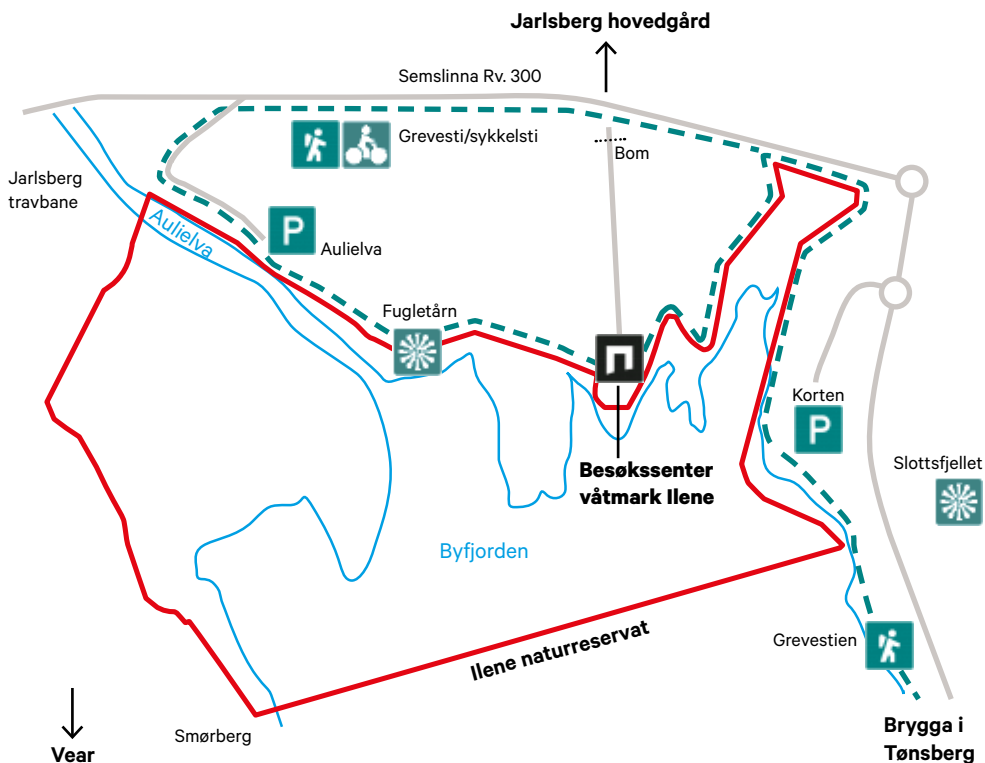 Jarlsberg hovedgård
Semslinna Rv. 300
Grevesti/sykkelsti
Bom
Jarlsberg
travbane
Aulielva
P
Aulielva
Fugletårn
Korten
P
Slottsfjellet
Besøkssenter
våtmark Ilene
Byfjorden
Ilene naturreservat
Grevestien
Smørberg
Vear
Brygga i
Tønsberg